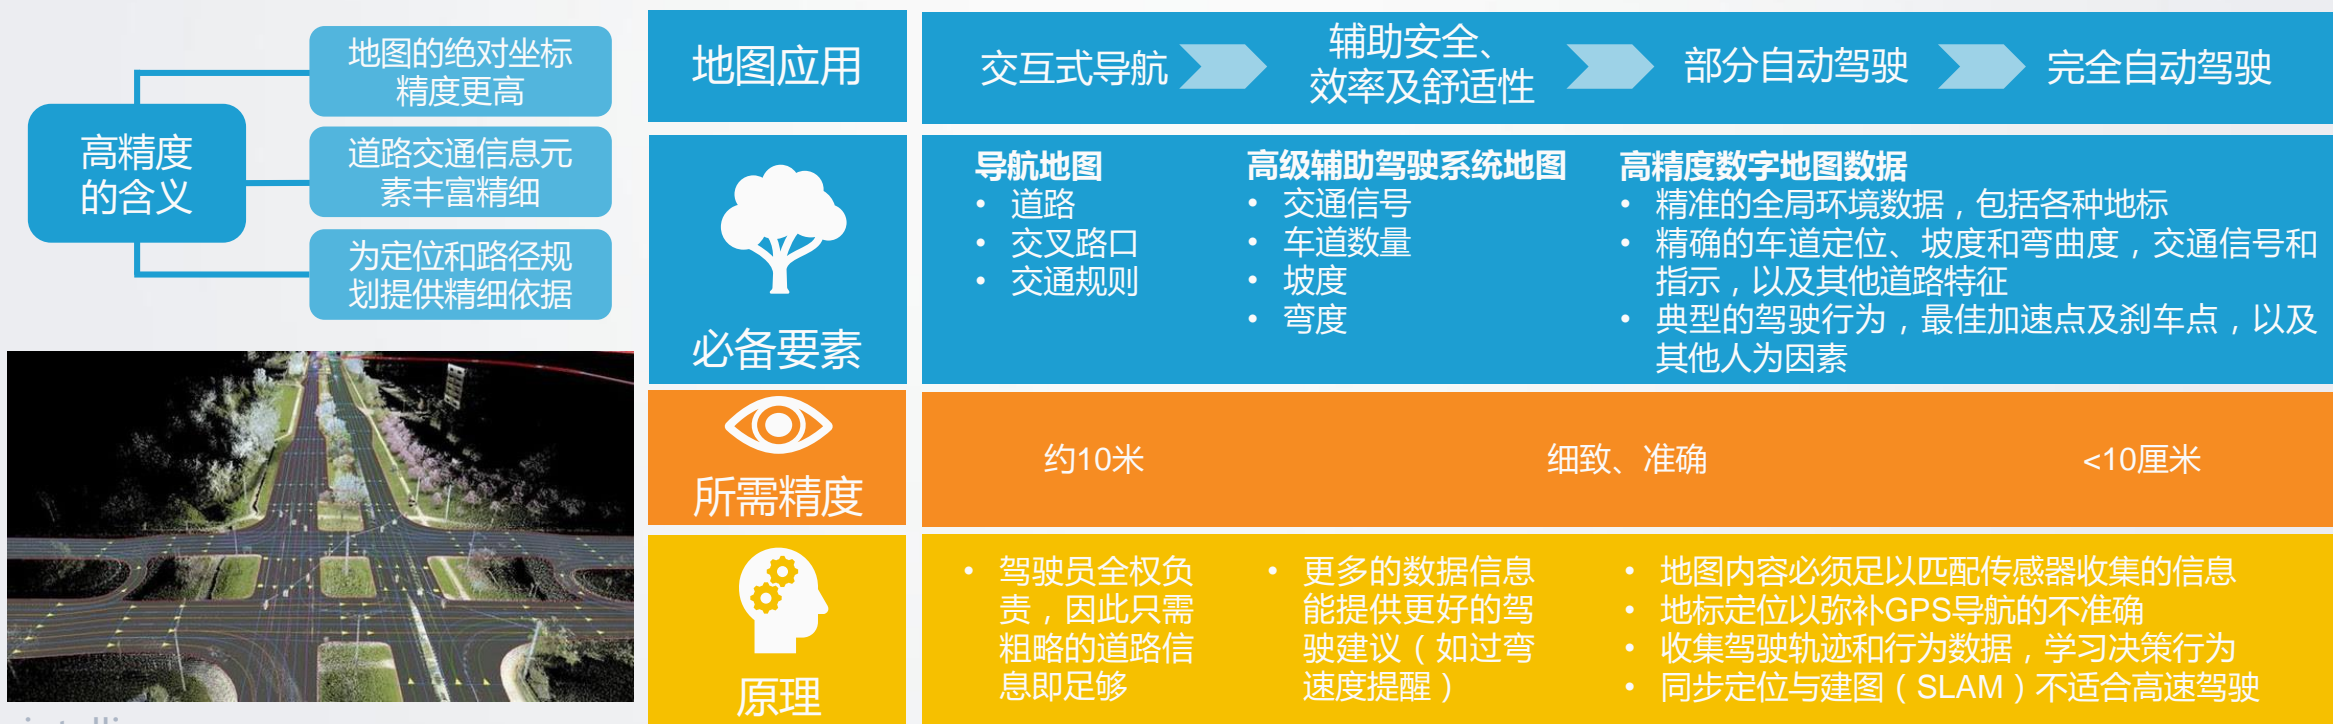 高精度
的含义
地图的绝对坐标
精度更高
道路交通信息元
素丰富精细
为定位和路径规
划提供精细依据
地图应用
交互式导航
辅助安全、
效率及舒适性
部分自动驾驶
完全自动驾驶
必备要素
导航地图
• 道路
• 交叉路口
• 交通规则
高级辅助驾驶系统地图
• 交通信号
• 车道数量
• 坡度
• 弯度
高精度数字地图数据
• 精准的全局环境数据，包括各种地标
• 精确的车道定位、坡度和弯曲度，交通信号和
指示，以及其他道路特征
• 典型的驾驶行为，最佳加速点及刹车点，以及
其他人为因素
所需精度
约10米
细致、准确
<10厘米
原理
• 驾驶员全权负
责，因此只需
粗略的道路信
息即足够
• 更多的数据信息
能提供更好的驾
驶建议（如过弯
速度提醒）
• 地图内容必须足以匹配传感器收集的信息
• 地标定位以弥补GPS导航的不准确
• 收集驾驶轨迹和行为数据，学习决策行为
• 同步定位与建图（SLAM）不适合高速驾驶